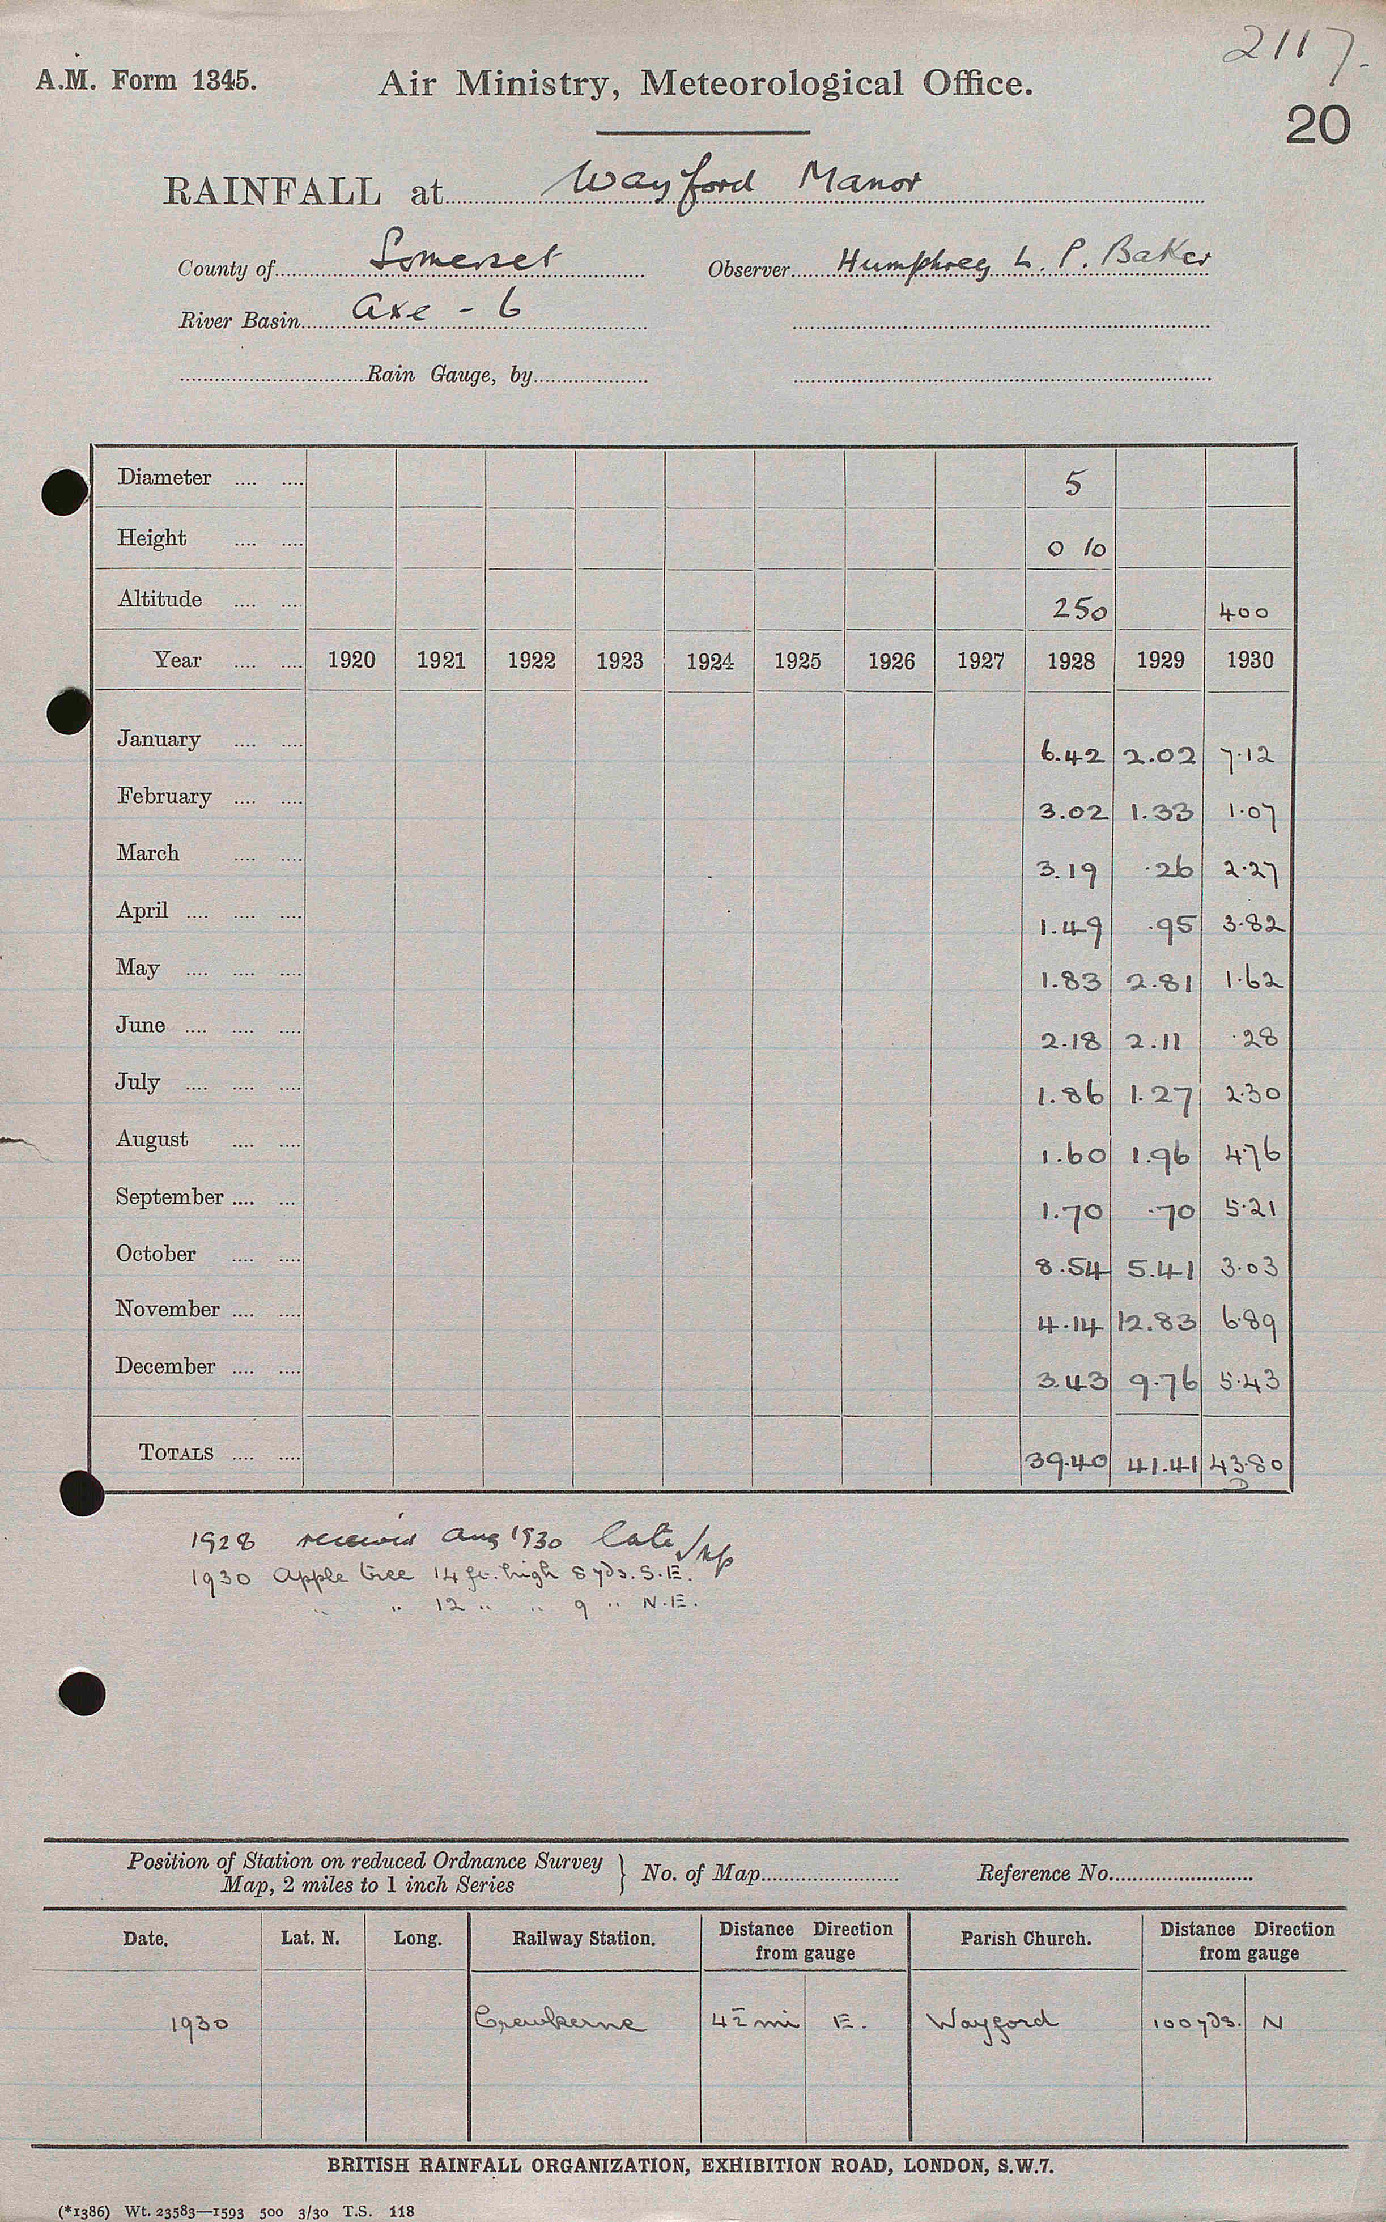 2117.
A.M. Form 1345. Air Ministry, Meteorological Office.
20
RAINFALL at Wayford Manor
County of Somerset Observer Humphrey L. P. Baker
River Basin Axe - 6
Rain Gauge, by
Diameter 5
Height 0 10
Altitude 250 400
Year 1920 1921 1922 1923 1924 1925 1926 1927 1928 1929 1930
January 6.42 2.02 7.12
February 3.02 1.33 1.07
March 3.19 .26 2.27
April 1.49 .95 3.82
May 1.83 2.81 1.62
June 2.18 2.11 .28
July 1.86 1.27 2.30
August 1.60 1.96 4.76
September 1.70 .70 5.21
October 8.54 5.41 3.03
November 4.14 12.83 6.89
December 3.43 9.76 5.43
TOTALS 39.40 41.41 43.80
1928 received Aug 1930 late
1930 Apple tree 14 ft. high 8 yds. S.E.
" " 12 " " 9 " N.E.
Position of Station on reduced Ordnance Survey
Map, 2 miles to 1 inch Series } No. of Map Reference No.
Date. Lat. N. Long. Railway Station. Distance Direction from gauge Parish Church. Distance Direction from gauge
1930 Crewkerne 4½ mi E. Wayford 100 yds. N
BRITISH RAINFALL ORGANIZATION, EXHIBITION ROAD, LONDON, S.W.7.
(*1386) Wt. 23583—1593 500 3/30 T.S. 118